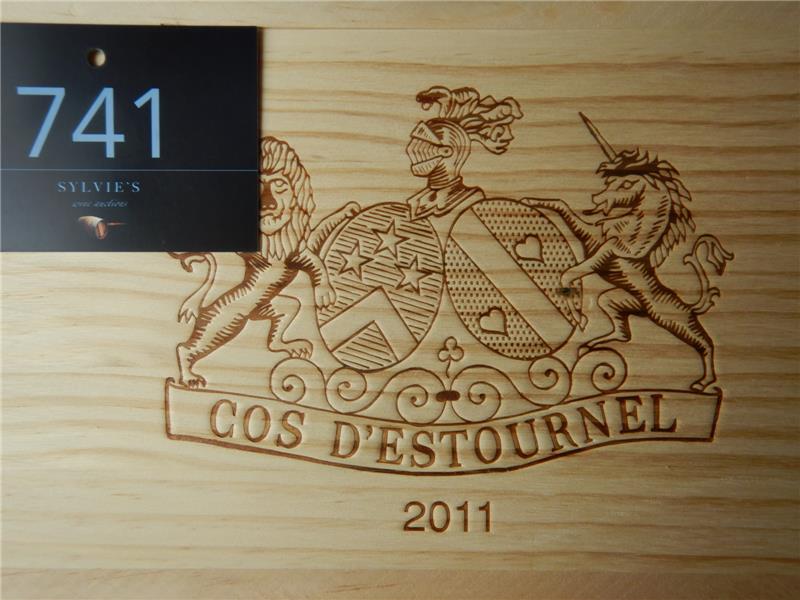 741
SYLVIE'S
wine auctions
COS D'ESTOURNEL
2011